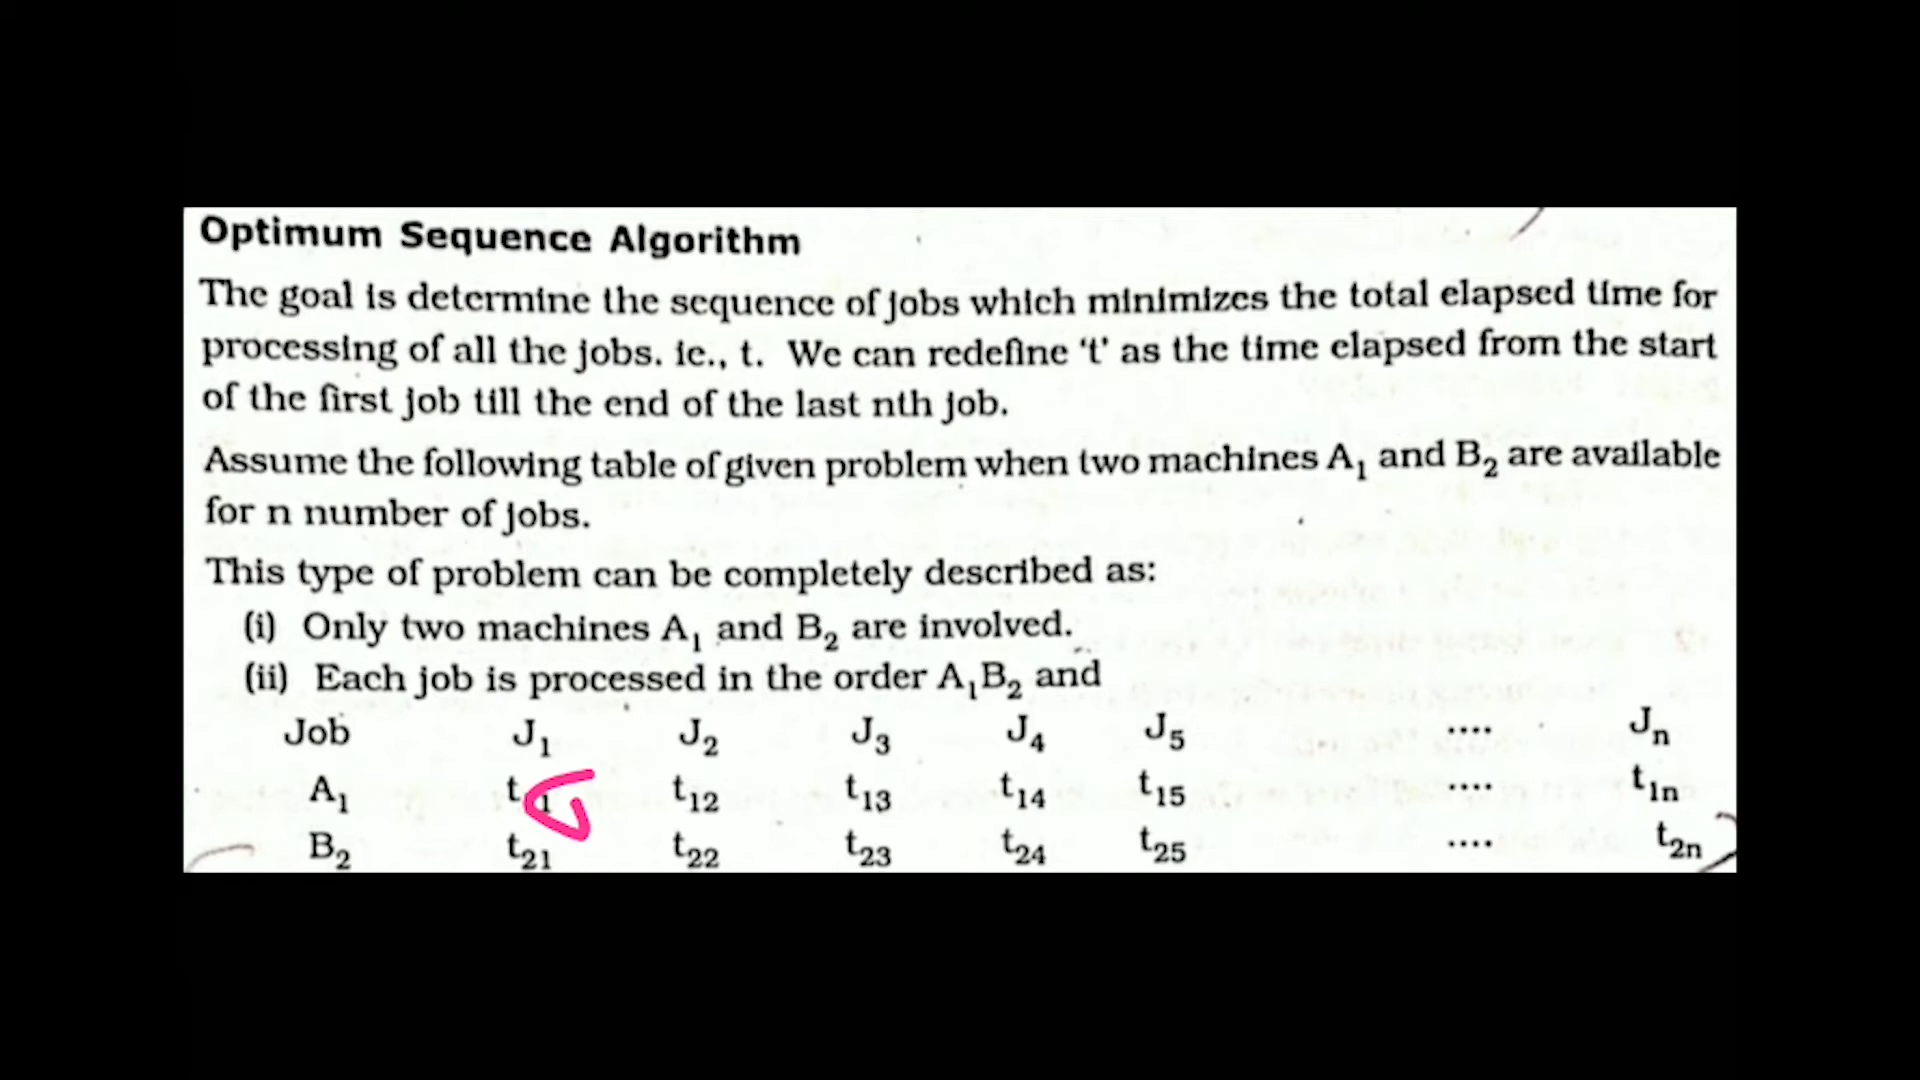 Optimum Sequence Algorithm
The goal is determine the sequence of jobs which minimizes the total elapsed time for
processing of all the jobs. ie., t. We can redefine ‘t’ as the time elapsed from the start
of the first job till the end of the last nth job.
Assume the following table of given problem when two machines A₁ and B₂ are available
for n number of jobs.
This type of problem can be completely described as:
(i) Only two machines A₁ and B₂ are involved.
(ii) Each job is processed in the order A₁B₂ and
Job J₁ J₂ J₃ J₄ J₅ .... Jₙ
A₁ t₁₂ t₁₃ t₁₄ t₁₅ .... t₁ₙ
B₂ t₂₁ t₂₂ t₂₃ t₂₄ t₂₅ .... t₂ₙ